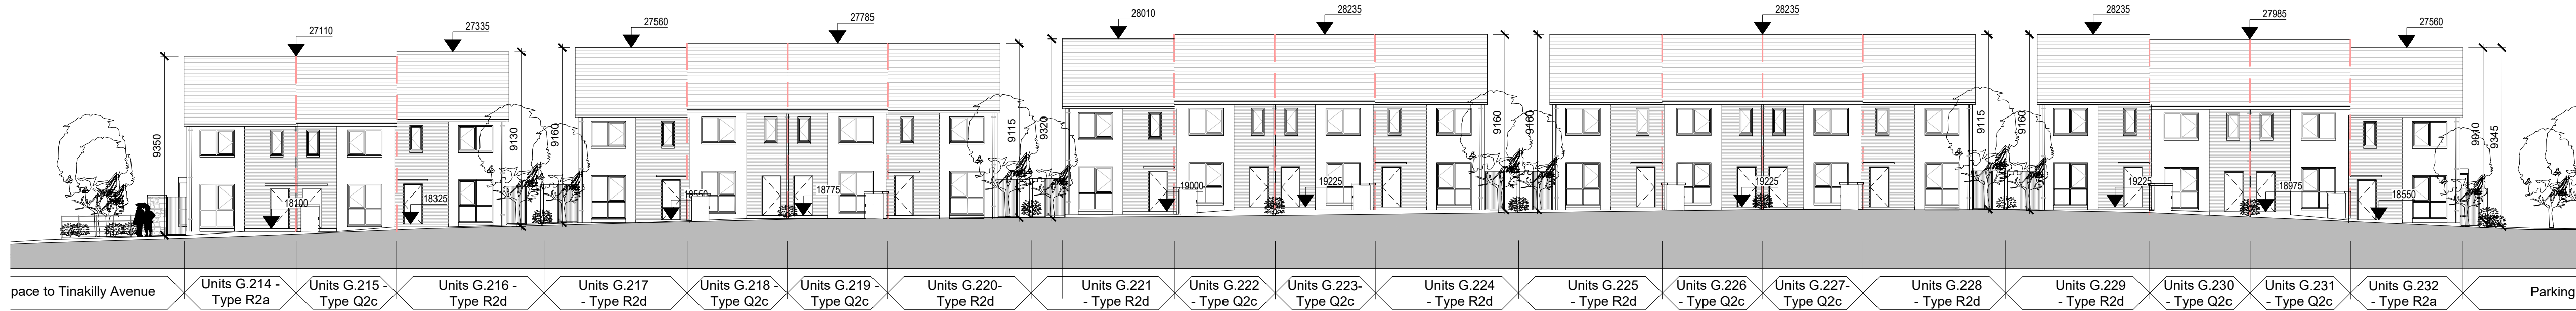 27110
27335
27560
27785
28010
28235
28235
28235
27985
27560
9350
9130
9160
9115
9320
9160
9160
9115
9160
9010
9345
18100
18325
18550
18775
19000
19225
19225
19225
18975
18550
pace to Tinakilly Avenue
Units G.214 -
Type R2a
Units G.215 -
Type Q2c
Units G.216 -
Type R2d
Units G.217
- Type R2d
Units G.218 -
Type Q2c
Units G.219 -
Type Q2c
Units G.220-
Type R2d
Units G.221
- Type R2d
Units G.222
- Type Q2c
Units G.223-
Type Q2c
Units G.224
- Type R2d
Units G.225
- Type R2d
Units G.226
- Type Q2c
Units G.227-
Type Q2c
Units G.228
- Type R2d
Units G.229
- Type R2d
Units G.230
- Type Q2c
Units G.231
- Type Q2c
Units G.232
- Type R2a
Parking